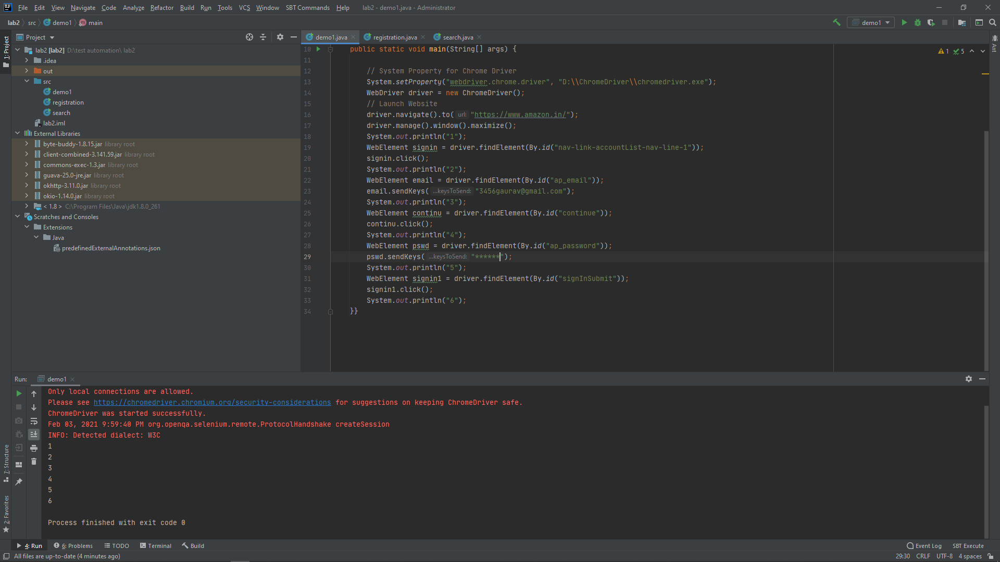 File Edit View Navigate Code Analyze Refactor Build Run Tools VCS Window SBT Commands Help lab2 - demo1.java - Administrator
lab2 src demo1 main
demo1
1: Project
Project
demo1.java registration.java search.java
Ant
lab2 [lab2] D:\test automation\ lab2
.idea
out
src
demo1
registration
search
lab2.iml
External Libraries
byte-buddy-1.8.15.jar library root
client-combined-3.141.59.jar library root
commons-exec-1.3.jar library root
guava-25.0-jre.jar library root
okhttp-3.11.0.jar library root
okio-1.14.0.jar library root
< 1.8 > C:\Program Files\Java\jdk1.8.0_261
Scratches and Consoles
Extensions
Java
predefinedExternalAnnotations.json
1 5
10 public static void main(String[] args) {
11
12 // System Property for Chrome Driver
13 System.setProperty("webdriver.chrome.driver", "D:\\ChromeDriver\\chromedriver.exe");
14 WebDriver driver = new ChromeDriver();
15 // Launch Website
16 driver.navigate().to( url: "https://www.amazon.in/");
17 driver.manage().window().maximize();
18 System.out.println("1");
19 WebElement signin = driver.findElement(By.id("nav-link-accountList-nav-line-1"));
20 signin.click();
21 System.out.println("2");
22 WebElement email = driver.findElement(By.id("ap_email"));
23 email.sendKeys( ...keysToSend: "3456gaurav@gmail.com");
24 System.out.println("3");
25 WebElement continu = driver.findElement(By.id("continue"));
26 continu.click();
27 System.out.println("4");
28 WebElement pswd = driver.findElement(By.id("ap_password"));
29 pswd.sendKeys( ...keysToSend: "******");
30 System.out.println("5");
31 WebElement signin1 = driver.findElement(By.id("signInSubmit"));
32 signin1.click();
33 System.out.println("6");
34 }}
Run: demo1
Only local connections are allowed.
Please see https://chromedriver.chromium.org/security-considerations for suggestions on keeping ChromeDriver safe.
ChromeDriver was started successfully.
Feb 03, 2021 9:59:40 PM org.openqa.selenium.remote.ProtocolHandshake createSession
INFO: Detected dialect: W3C
1
2
3
4
5
6
Process finished with exit code 0
7: Structure
2: Favorites
4: Run 6: Problems TODO Terminal Build Event Log SBT Execute
All files are up-to-date (4 minutes ago) 29:30 CRLF UTF-8 4 spaces